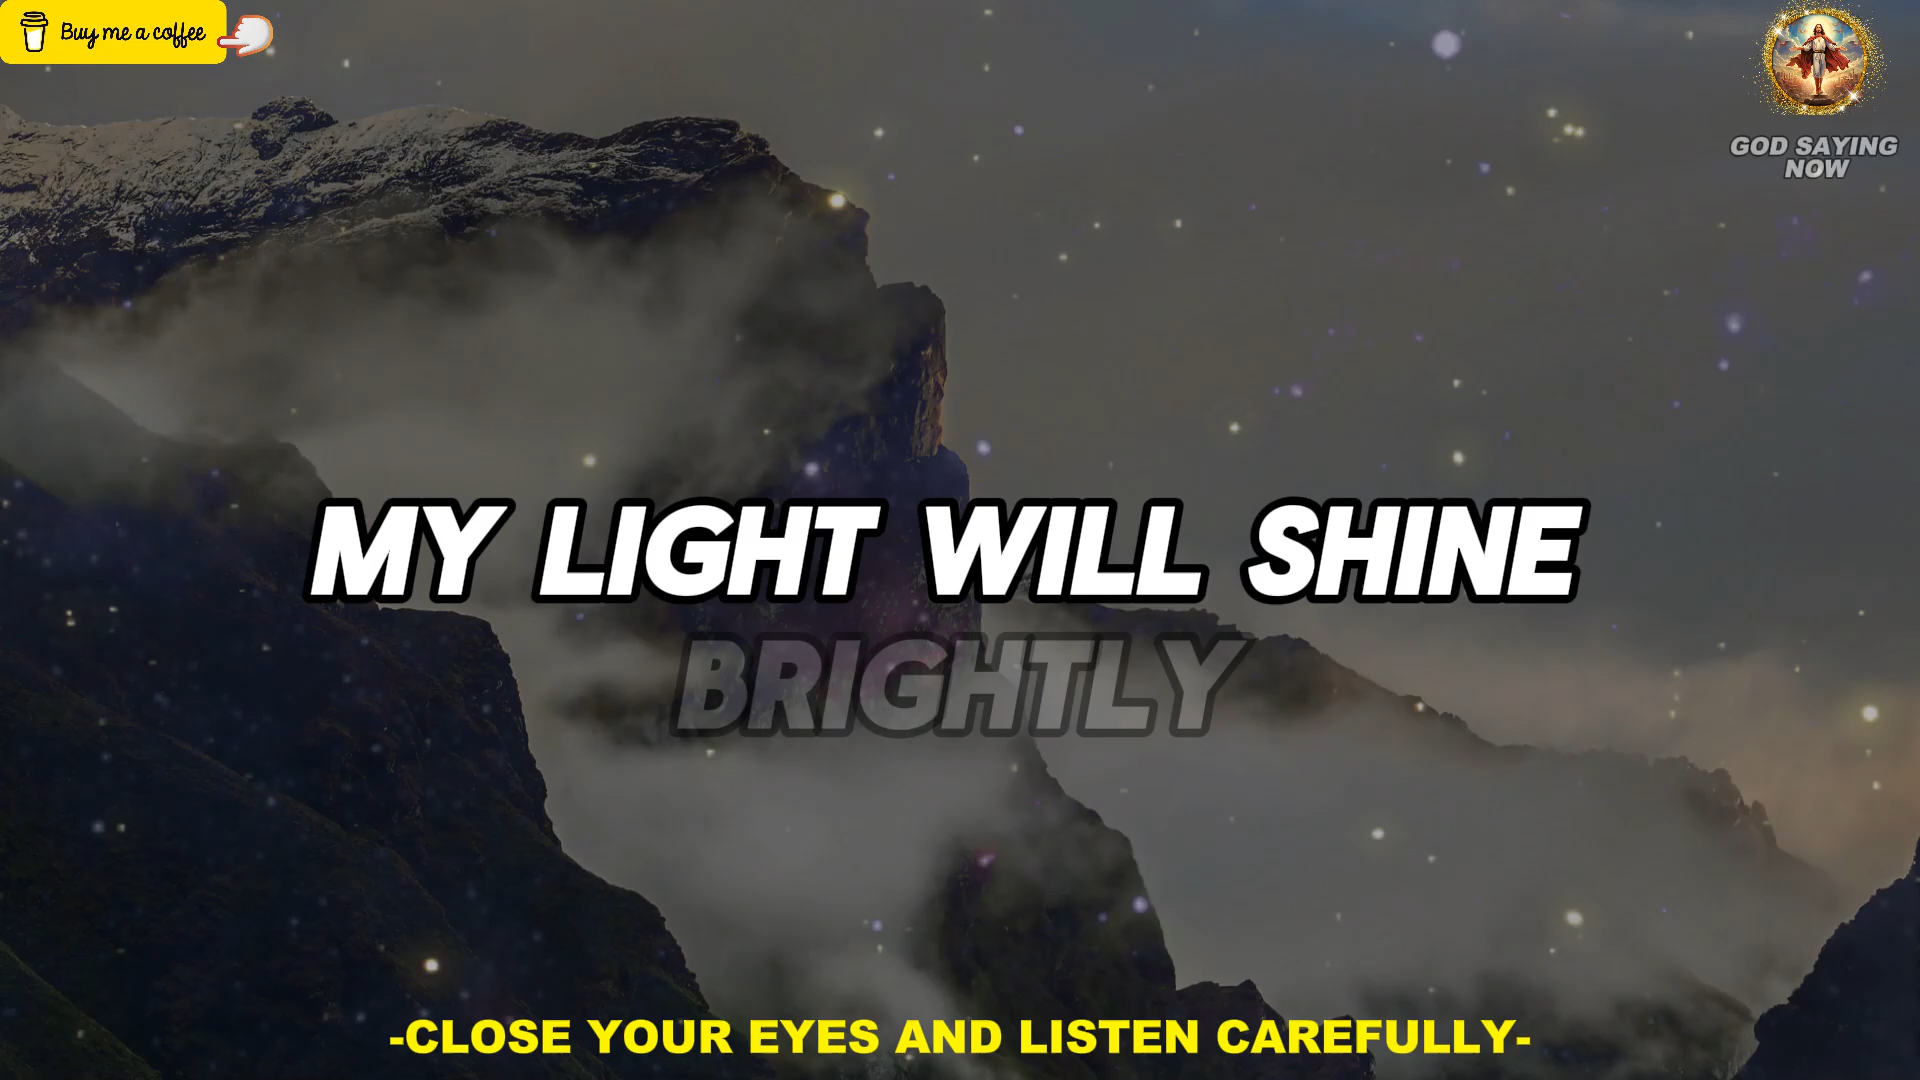 Buy me a coffee
GOD SAYING
NOW
MY LIGHT WILL SHINE
BRIGHTLY
-CLOSE YOUR EYES AND LISTEN CAREFULLY-